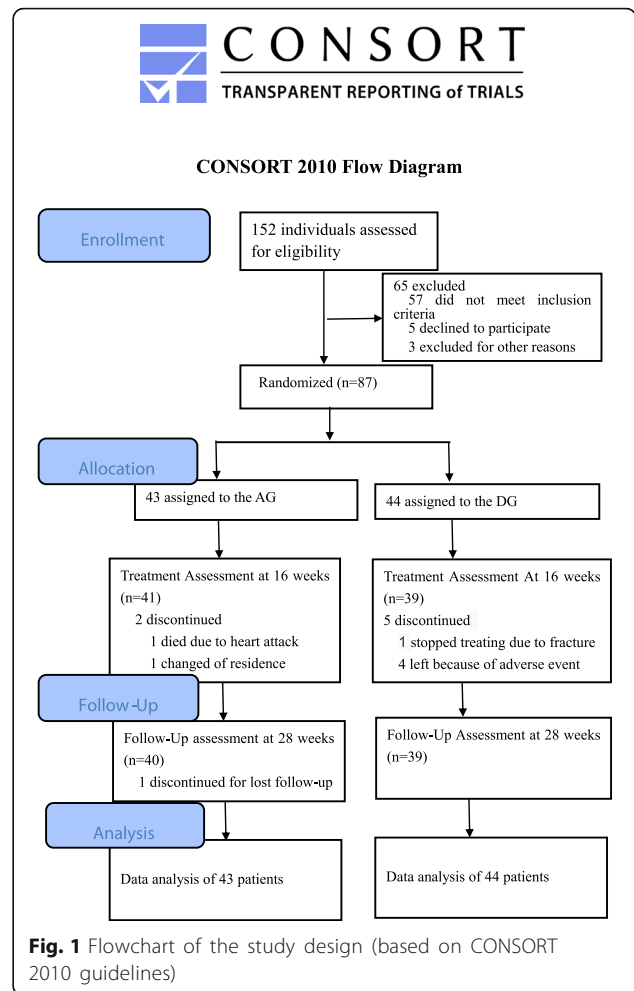 CONSORT
TRANSPARENT REPORTING of TRIALS
CONSORT 2010 Flow Diagram
Enrollment
152 individuals assessed
for eligibility
65 excluded
57 did not meet inclusion
criteria
5 declined to participate
3 excluded for other reasons
Randomized (n=87)
Allocation
43 assigned to the AG
44 assigned to the DG
Treatment Assessment at 16 weeks
(n=41)
2 discontinued
1 died due to heart attack
1 changed of residence
Treatment Assessment At 16 weeks
(n=39)
5 discontinued
1 stopped treating due to fracture
4 left because of adverse event
Follow-Up
Follow-Up assessment at 28 weeks
(n=40)
1 discontinued for lost follow-up
Follow-Up Assessment at 28 weeks
(n=39)
Analysis
Data analysis of 43 patients
Data analysis of 44 patients
Fig. 1 Flowchart of the study design (based on CONSORT
2010 guidelines)